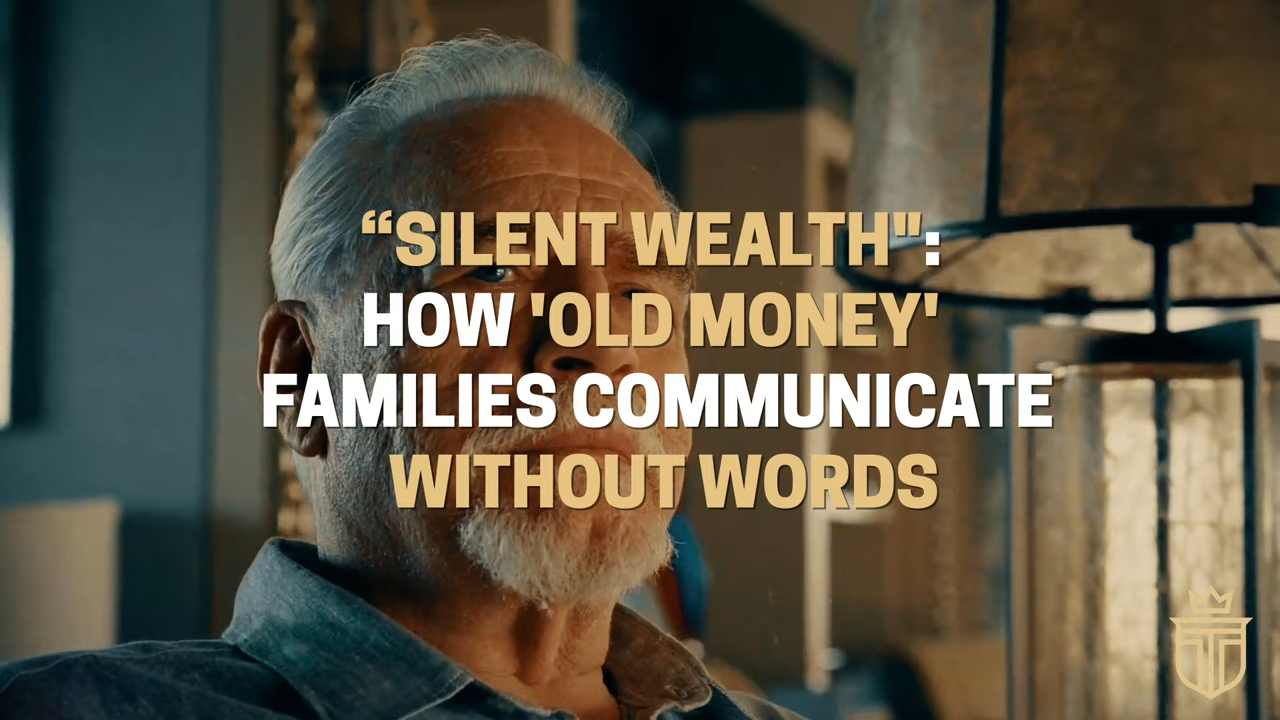 “SILENT WEALTH":
HOW 'OLD MONEY'
FAMILIES COMMUNICATE
WITHOUT WORDS